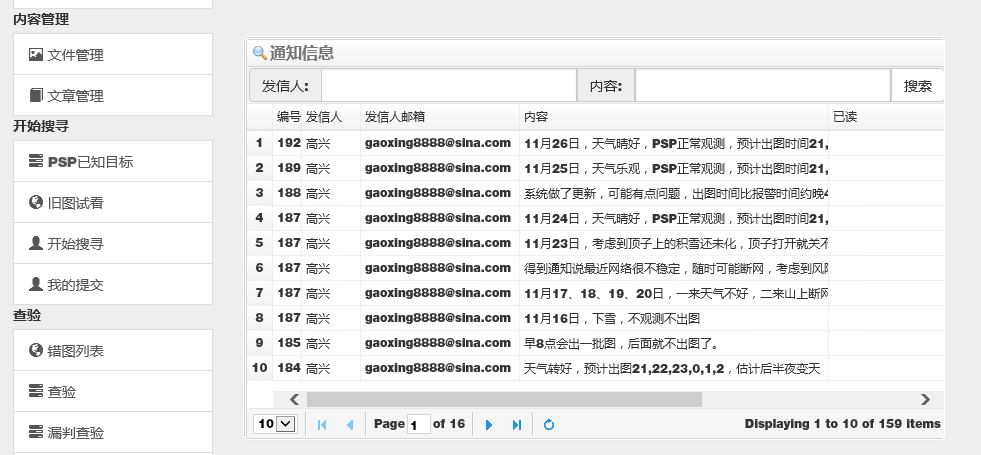 内容管理
文件管理
文章管理
开始搜寻
PSP已知目标
旧图试看
开始搜寻
我的提交
查验
错图列表
查验
漏判查验
通知信息
发信人: 内容: 搜索
编号 发信人 发信人邮箱 内容 已读
1 192 高兴 gaoxing8888@sina.com 11月26日，天气晴好，PSP正常观测，预计出图时间21,
2 189 高兴 gaoxing8888@sina.com 11月25日，天气乐观，PSP正常观测，预计出图时间21,
3 188 高兴 gaoxing8888@sina.com 系统做了更新，可能有点问题，出图时间比报警时间约晚4
4 187 高兴 gaoxing8888@sina.com 11月24日，天气晴好，PSP正常观测，预计出图时间21,
5 187 高兴 gaoxing8888@sina.com 11月23日，考虑到顶子上的积雪还未化，顶子打开就关不
6 187 高兴 gaoxing8888@sina.com 得到通知说最近网络很不稳定，随时可能断网，考虑到风险
7 187 高兴 gaoxing8888@sina.com 11月17、18、19、20日，一来天气不好，二来山上断网
8 187 高兴 gaoxing8888@sina.com 11月16日，下雪，不观测不出图
9 185 高兴 gaoxing8888@sina.com 早8点会出一批图，后面就不出图了。
10 184 高兴 gaoxing8888@sina.com 天气转好，预计出图21,22,23,0,1,2，估计后半夜变天
10 Page 1 of 16 Displaying 1 to 10 of 159 items